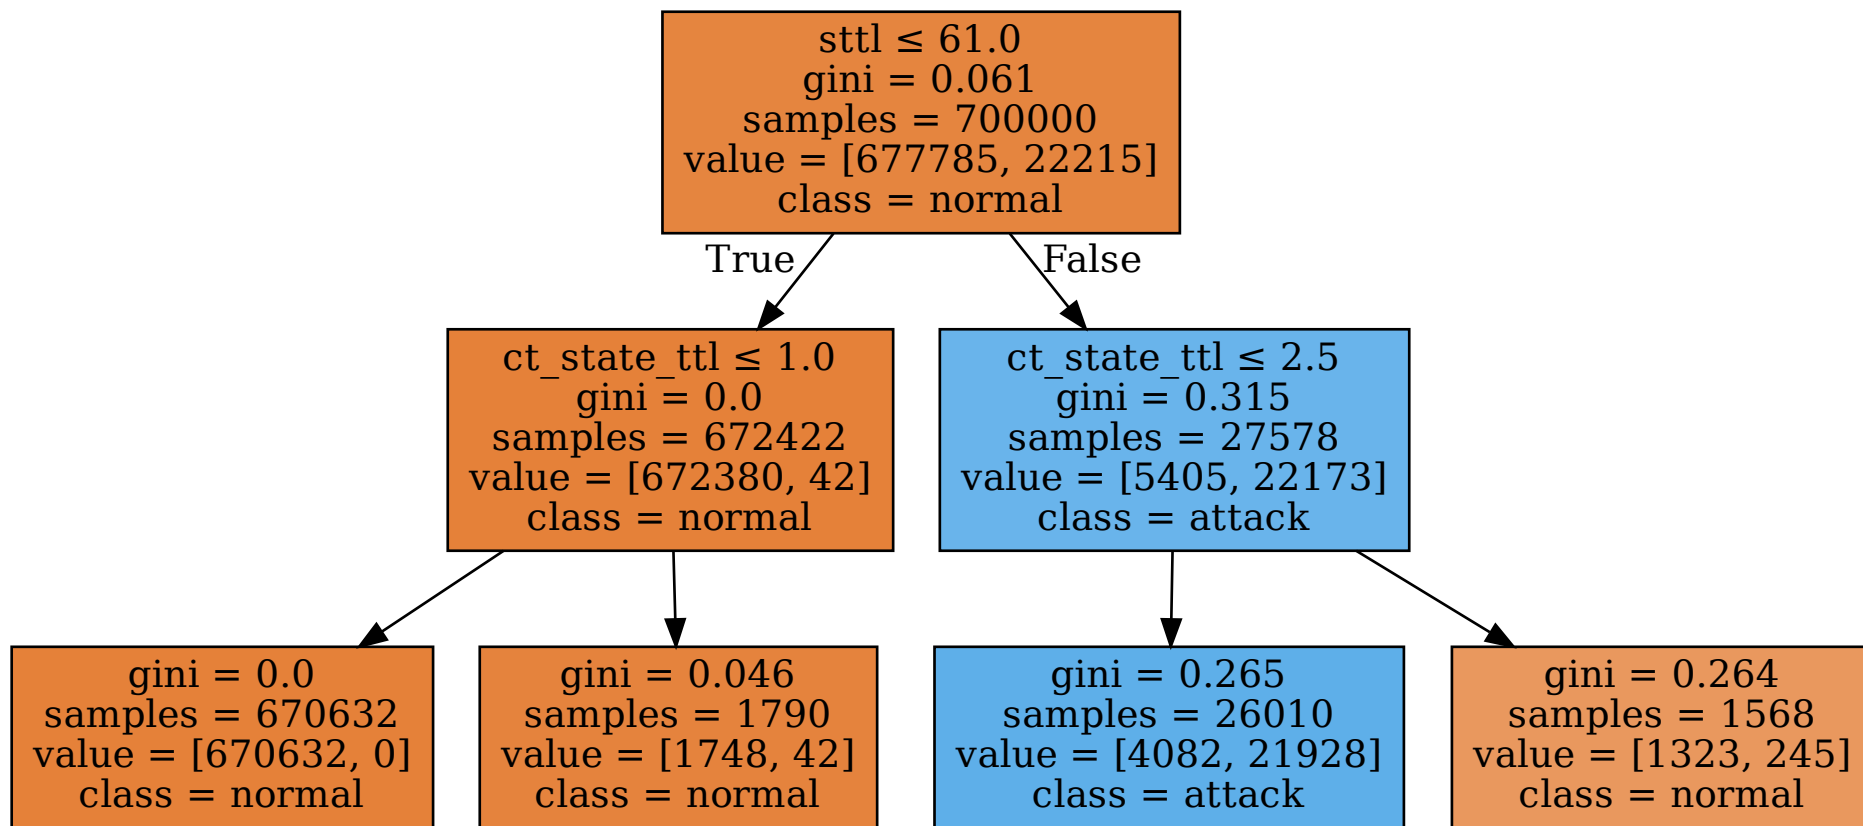 sttl ≤ 61.0
gini = 0.061
samples = 700000
value = [677785, 22215]
class = normal
True
False
ct_state_ttl ≤ 1.0
gini = 0.0
samples = 672422
value = [672380, 42]
class = normal
ct_state_ttl ≤ 2.5
gini = 0.315
samples = 27578
value = [5405, 22173]
class = attack
gini = 0.0
samples = 670632
value = [670632, 0]
class = normal
gini = 0.046
samples = 1790
value = [1748, 42]
class = normal
gini = 0.265
samples = 26010
value = [4082, 21928]
class = attack
gini = 0.264
samples = 1568
value = [1323, 245]
class = normal